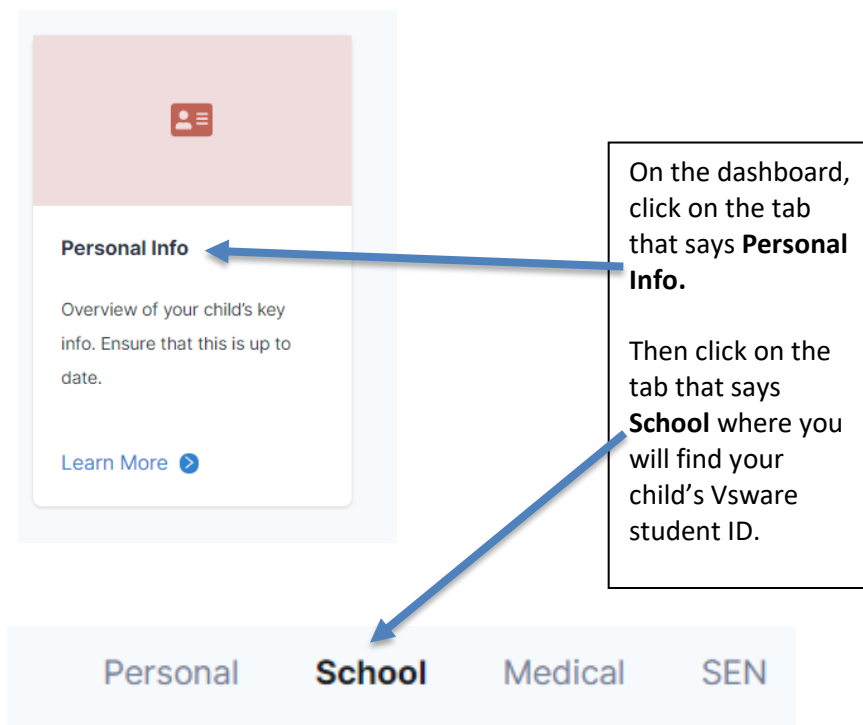 Personal Info
Overview of your child's key
info. Ensure that this is up to
date.
Learn More
On the dashboard,
click on the tab
that says Personal
Info.
Then click on the
tab that says
School where you
will find your
child’s Vsware
student ID.
Personal School Medical SEN